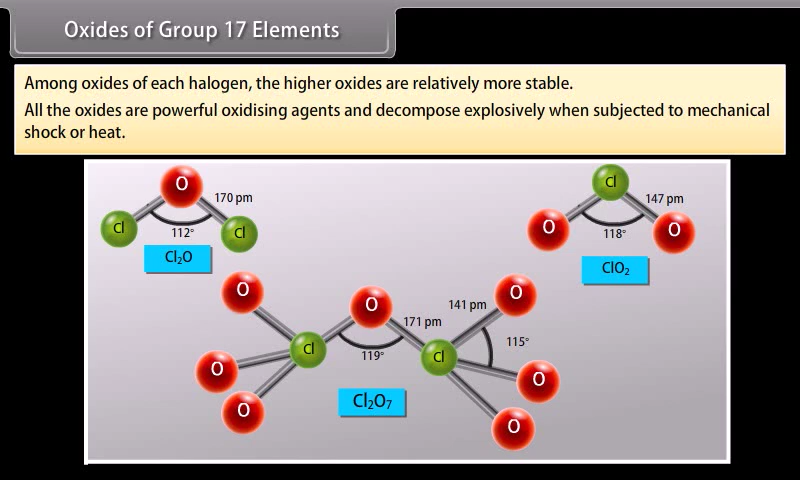 Oxides of Group 17 Elements
Among oxides of each halogen, the higher oxides are relatively more stable.
All the oxides are powerful oxidising agents and decompose explosively when subjected to mechanical
shock or heat.
O
170 pm
Cl
Cl
112°
Cl₂O
Cl
147 pm
O
O
118°
ClO₂
O
O
141 pm
O
171 pm
Cl
119°
Cl
115°
O
O
O
O
Cl₂O₇